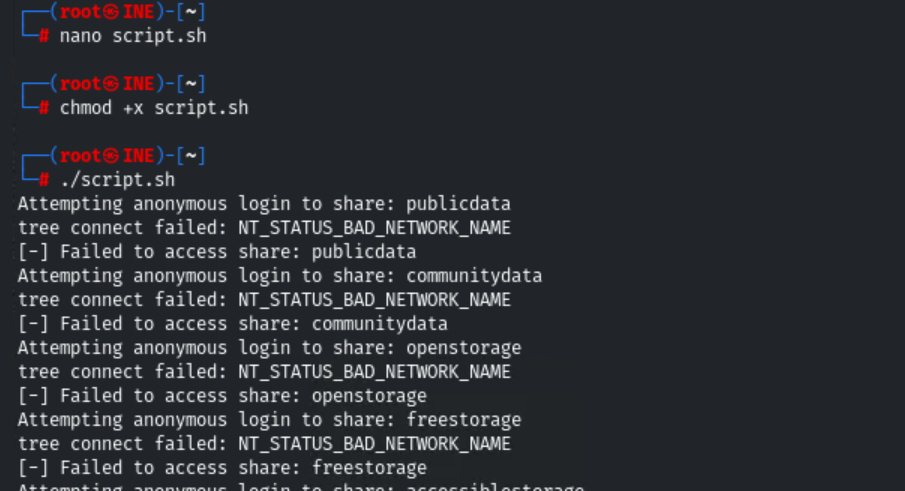 ┌──(root㉿INE)-[~]
└─# nano script.sh
┌──(root㉿INE)-[~]
└─# chmod +x script.sh
┌──(root㉿INE)-[~]
└─# ./script.sh
Attempting anonymous login to share: publicdata
tree connect failed: NT_STATUS_BAD_NETWORK_NAME
[-] Failed to access share: publicdata
Attempting anonymous login to share: communitydata
tree connect failed: NT_STATUS_BAD_NETWORK_NAME
[-] Failed to access share: communitydata
Attempting anonymous login to share: openstorage
tree connect failed: NT_STATUS_BAD_NETWORK_NAME
[-] Failed to access share: openstorage
Attempting anonymous login to share: freestorage
tree connect failed: NT_STATUS_BAD_NETWORK_NAME
[-] Failed to access share: freestorage
Attempting anonymous login to share: accessiblestorage